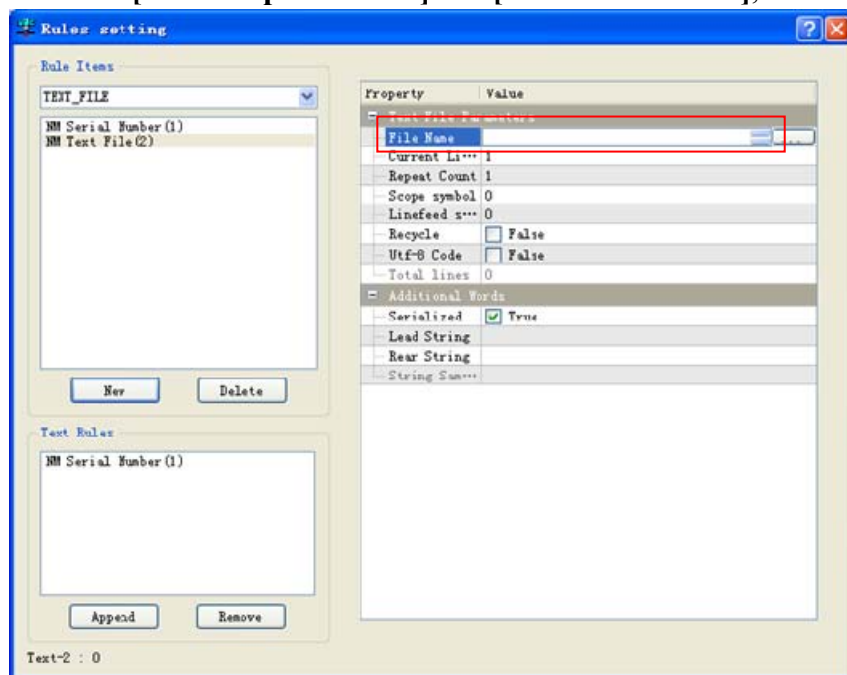 Rules setting
Rule Items
TEXT_FILE
NM Serial Number(1)
NM Text File(2)
New
Delete
Text Rules
NM Serial Number(1)
Append
Remove
Text-2 : 0
Property Value
Text File Parameters
File Name ...
Current Li··· 1
Repeat Count 1
Scope symbol 0
Linefeed s··· 0
Recycle False
Utf-8 Code False
Total lines 0
Additional Words
Serialized True
Lead String
Rear String
String Sam···